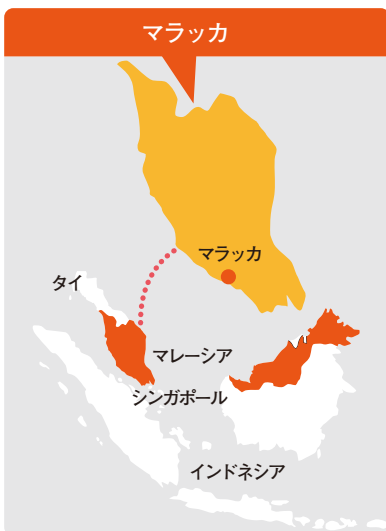 マラッカ
マラッカ
タイ
マレーシア
シンガポール
インドネシア